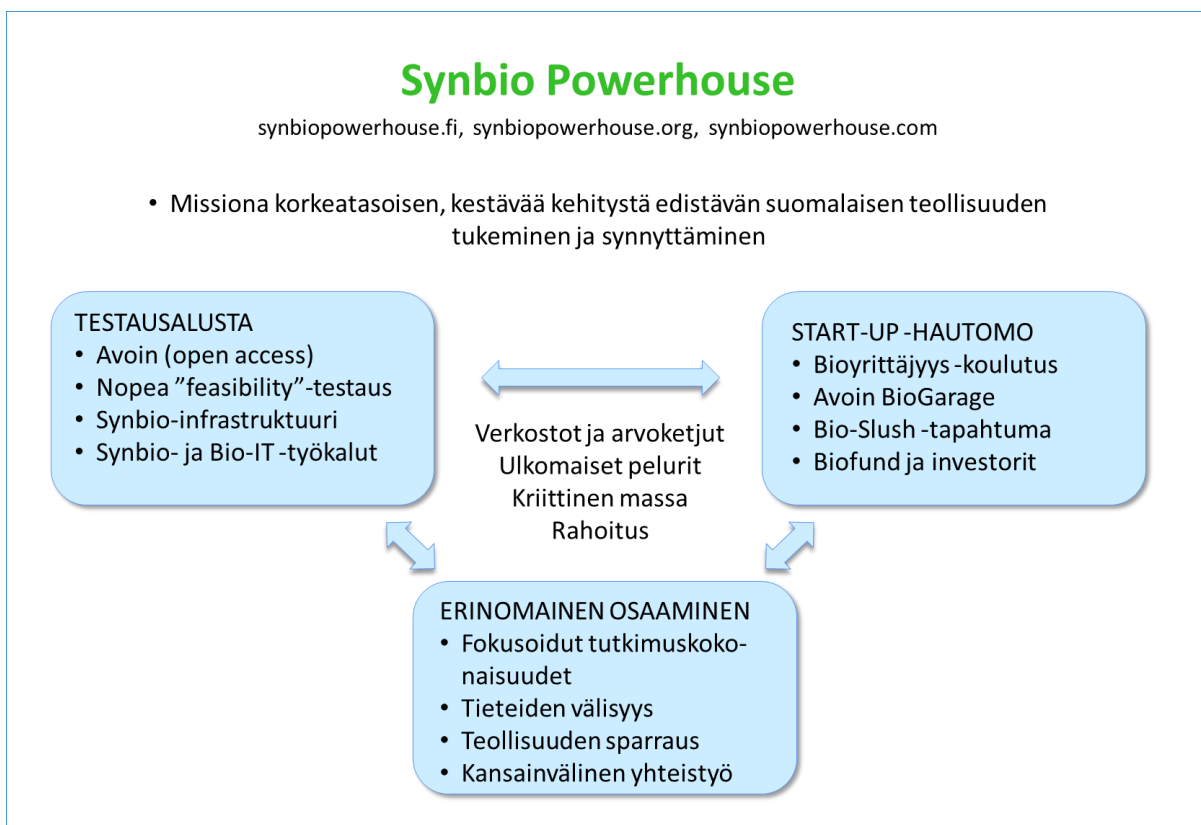 Synbio Powerhouse
synbiopowerhouse.fi, synbiopowerhouse.org, synbiopowerhouse.com
• Missiona korkeatasoisen, kestävää kehitystä edistävän suomalaisen teollisuuden
tukeminen ja synnyttäminen
TESTAUSALUSTA
• Avoin (open access)
• Nopea ”feasibility”-testaus
• Synbio-infrastruktuuri
• Synbio- ja Bio-IT -työkalut
START-UP -HAUTOMO
• Bioyrittäjyys -koulutus
• Avoin BioGarage
• Bio-Slush -tapahtuma
• Biofund ja investorit
Verkostot ja arvoketjut
Ulkomaiset pelurit
Kriittinen massa
Rahoitus
ERINOMAINEN OSAAMINEN
• Fokusoidut tutkimuskoko-
naisuudet
• Tieteiden välisyys
• Teollisuuden sparraus
• Kansainvälinen yhteistyö